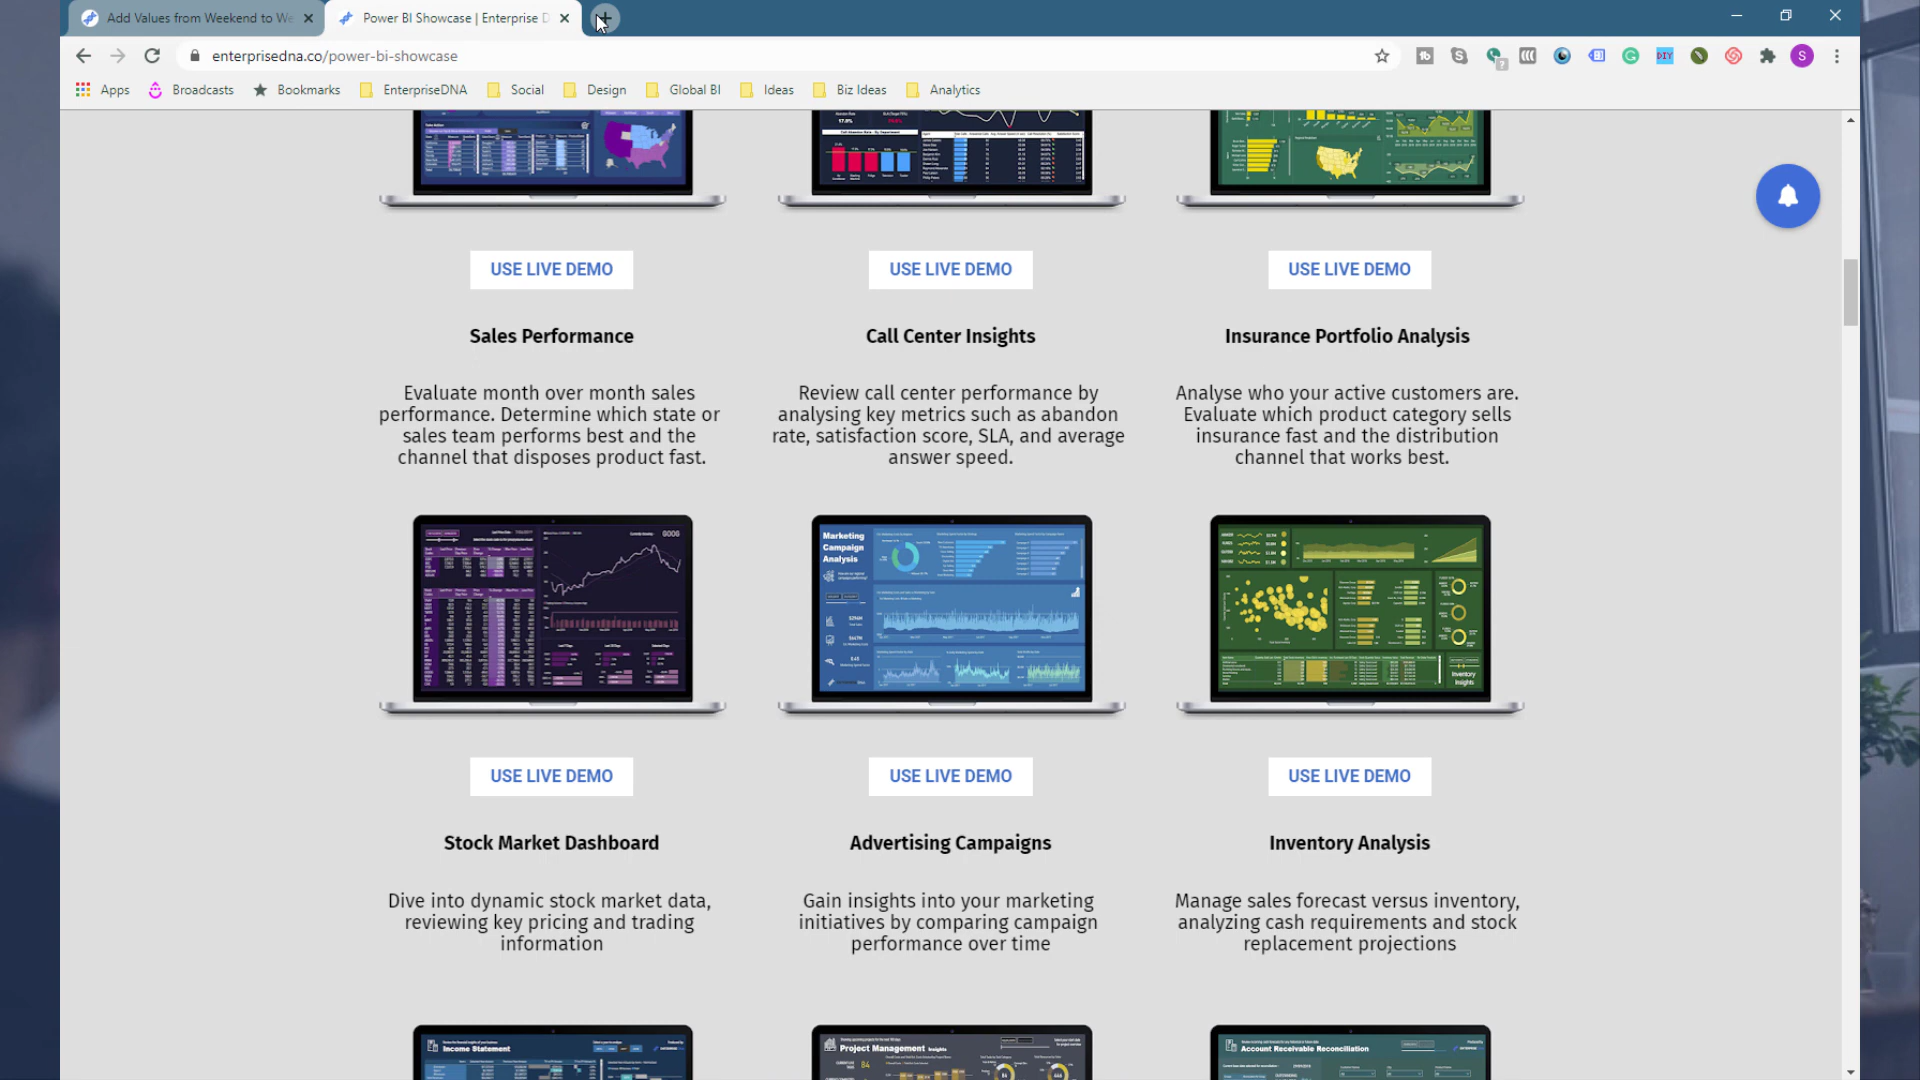 Add Values from Weekend to We
Power BI Showcase | Enterprise D
enterprisedna.co/power-bi-showcase
Apps
Broadcasts
Bookmarks
EnterpriseDNA
Social
Design
Global BI
Ideas
Biz Ideas
Analytics
USE LIVE DEMO
USE LIVE DEMO
USE LIVE DEMO
Sales Performance
Call Center Insights
Insurance Portfolio Analysis
Evaluate month over month sales
performance. Determine which state or
sales team performs best and the
channel that disposes product fast.
Review call center performance by
analysing key metrics such as abandon
rate, satisfaction score, SLA, and average
answer speed.
Analyse who your active customers are.
Evaluate which product category sells
insurance fast and the distribution
channel that works best.
GOOG
Marketing
Campaign
Analysis
Inventory
Insights
USE LIVE DEMO
USE LIVE DEMO
USE LIVE DEMO
Stock Market Dashboard
Advertising Campaigns
Inventory Analysis
Dive into dynamic stock market data,
reviewing key pricing and trading
information
Gain insights into your marketing
initiatives by comparing campaign
performance over time
Manage sales forecast versus inventory,
analyzing cash requirements and stock
replacement projections
Income Statement
Project Management Insights
Account Receivable Reconciliation